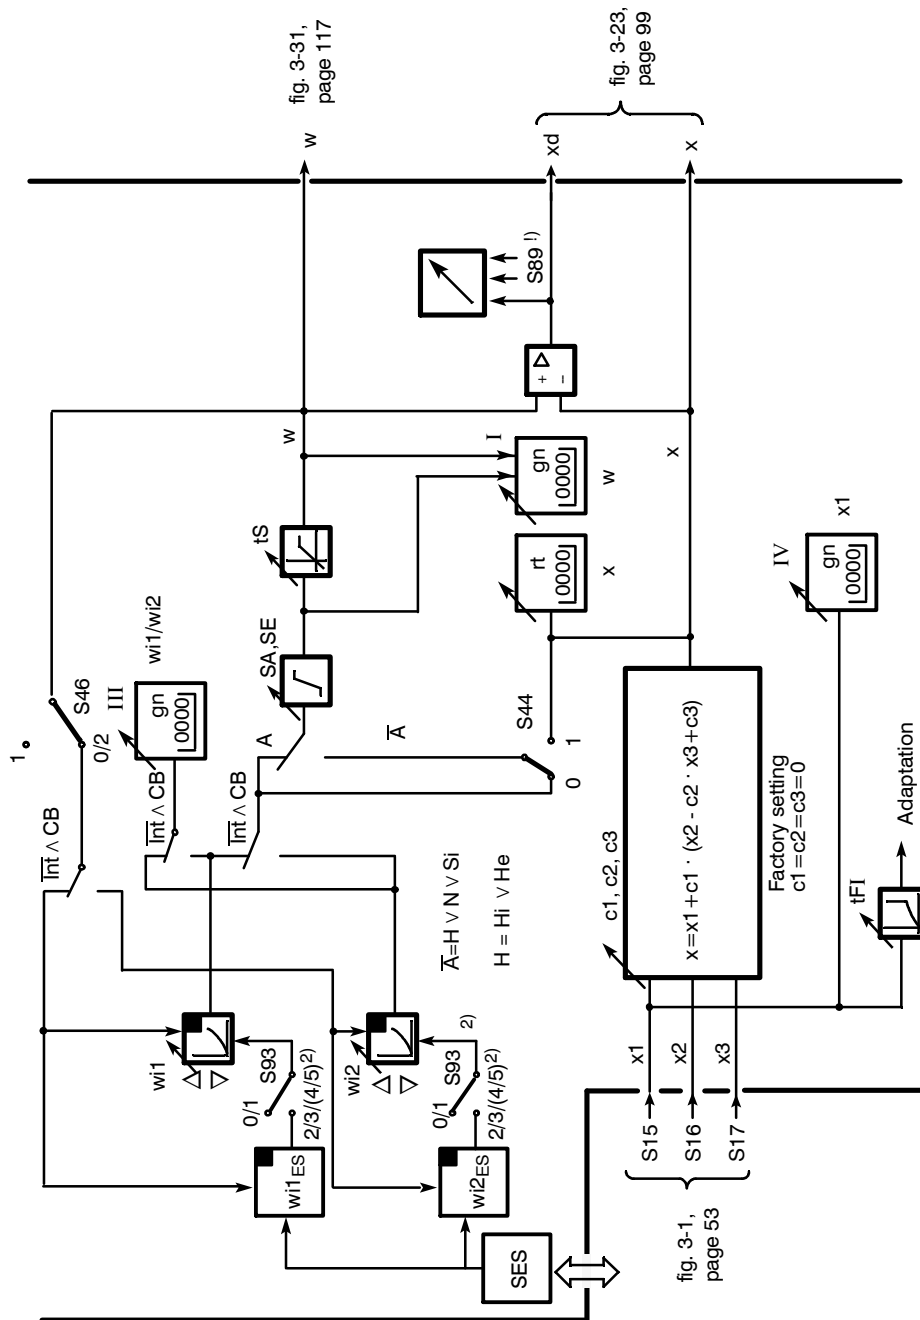 fig. 3-31,
page 117
fig. 3-23,
page 99
w
xd
x
S89 !)
+
−
w
x
I
gn
0000
w
rt
0000
x
IV
gn
0000
x1
tS
SA,SE
wi1/wi2
III
gn
0000
1
S46
0/2
Int ∧ CB
Int ∧ CB
Int ∧ CB
A
A
S44
0
1
A=H ∨ N ∨ Si
H = Hi ∨ He
c1, c2, c3
x=x1+c1 · (x2 - c2 · x3+c3)
Factory setting
c1=c2=c3=0
Adaptation
tFI
wi1
S93
0/1
2/3/(4/5)2)
wi1ES
wi2
2)
S93
0/1
2/3/(4/5)2)
wi2ES
SES
x1
x2
x3
S15
S16
S17
fig. 3-1,
page 53